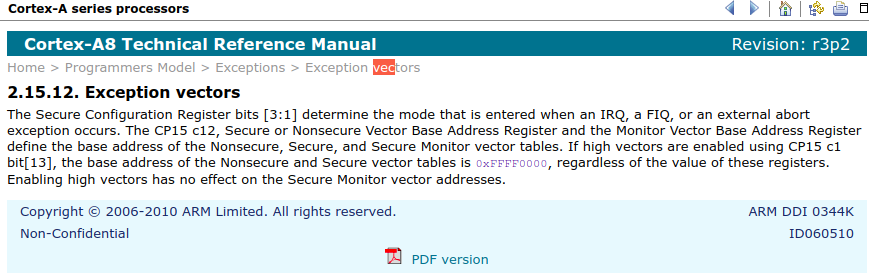 Cortex-A series processors
Cortex-A8 Technical Reference Manual
Revision: r3p2
Home > Programmers Model > Exceptions > Exception vectors
2.15.12. Exception vectors
The Secure Configuration Register bits [3:1] determine the mode that is entered when an IRQ, a FIQ, or an external abort
exception occurs. The CP15 c12, Secure or Nonsecure Vector Base Address Register and the Monitor Vector Base Address Register
define the base address of the Nonsecure, Secure, and Secure Monitor vector tables. If high vectors are enabled using CP15 c1
bit[13], the base address of the Nonsecure and Secure vector tables is 0xFFFF0000, regardless of the value of these registers.
Enabling high vectors has no effect on the Secure Monitor vector addresses.
Copyright © 2006-2010 ARM Limited. All rights reserved.
ARM DDI 0344K
Non-Confidential
ID060510
PDF version